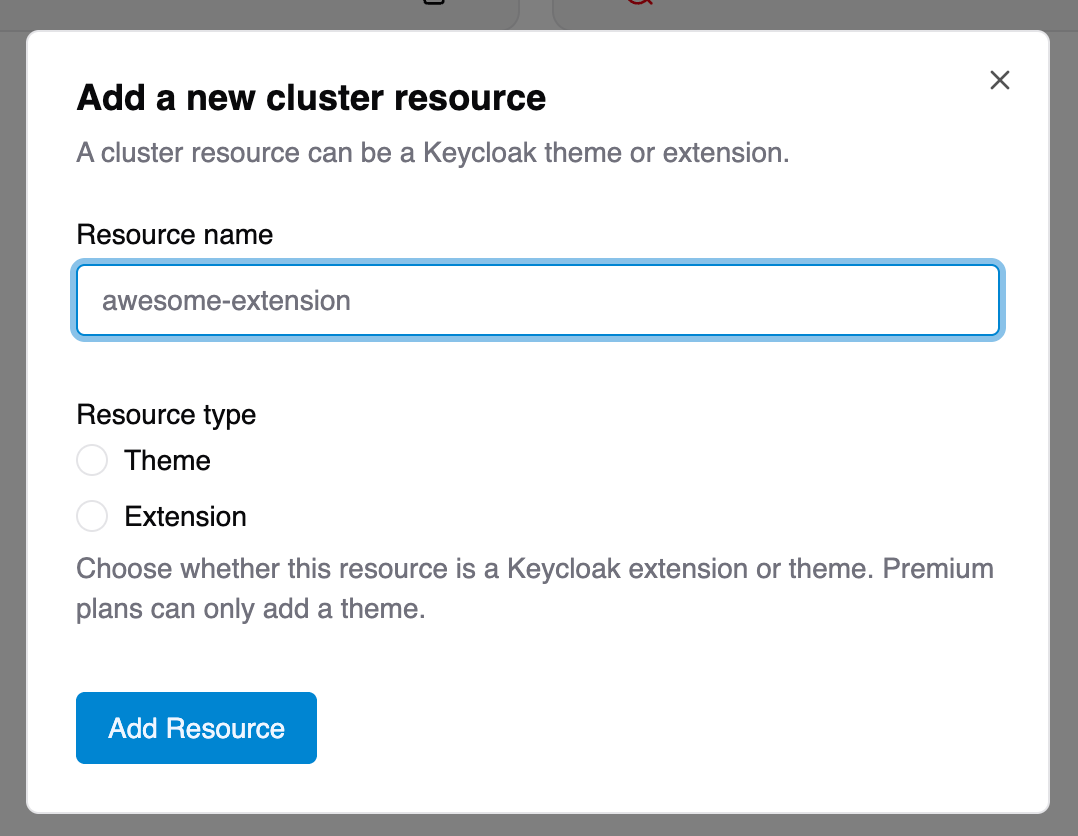 Add a new cluster resource
A cluster resource can be a Keycloak theme or extension.
Resource name
awesome-extension
Resource type
Theme
Extension
Choose whether this resource is a Keycloak extension or theme. Premium
plans can only add a theme.
Add Resource